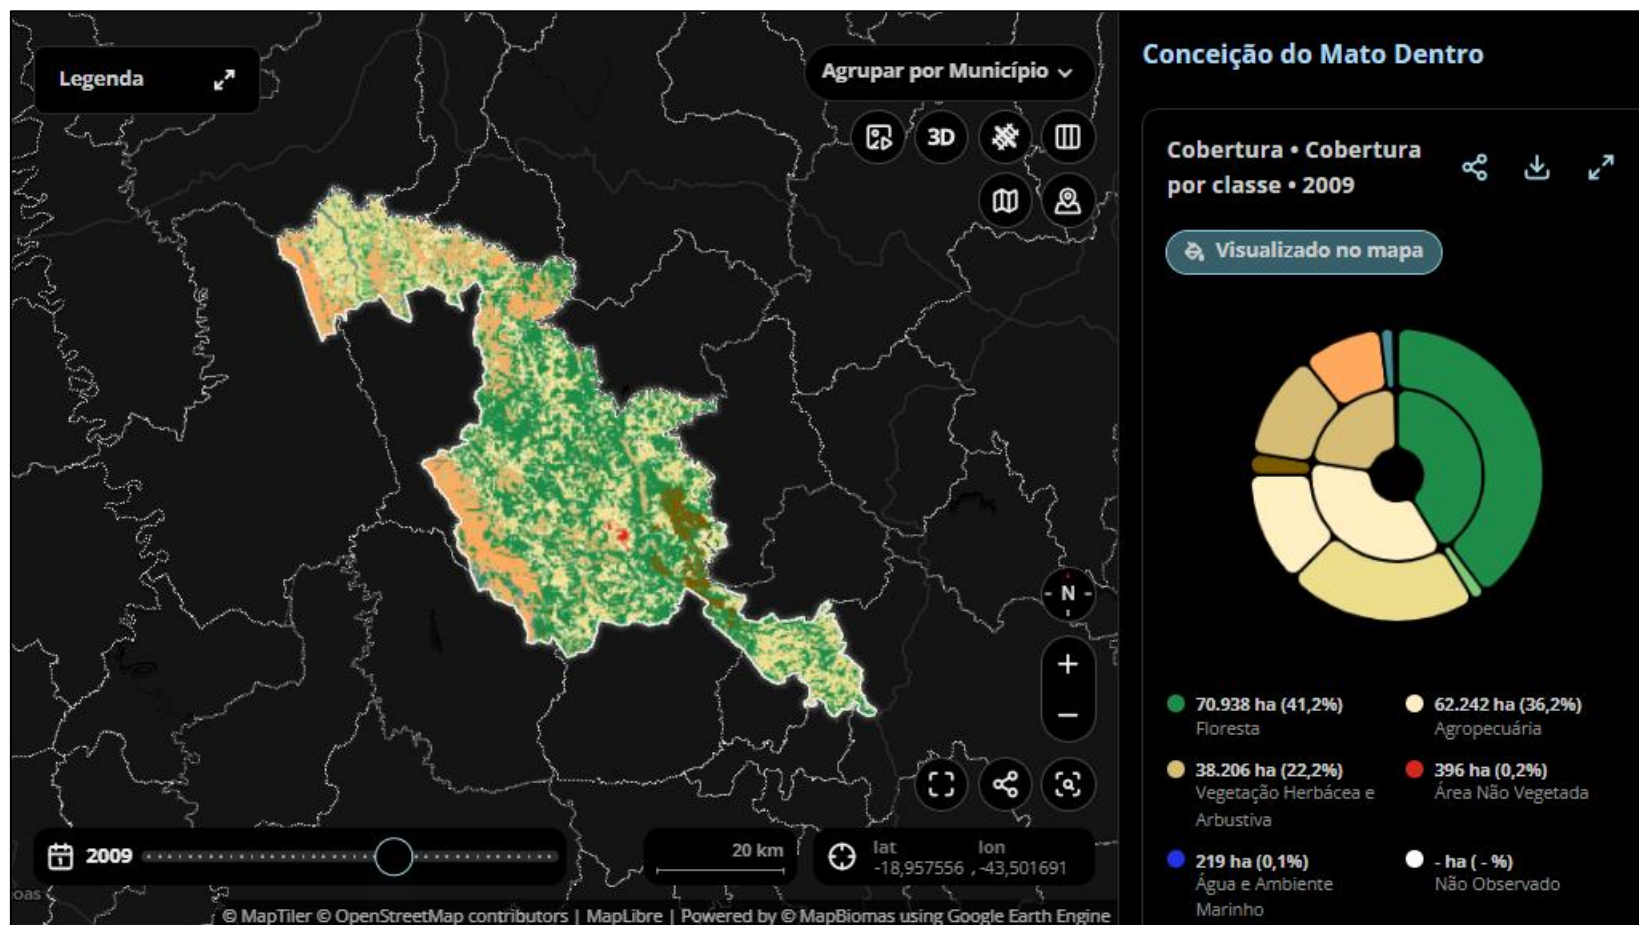 Legenda
Agrupar por Município
3D
N
+
−
2009
20 km
lat lon
-18,957556 , -43,501691
oas
© MapTiler © OpenStreetMap contributors | MapLibre | Powered by © MapBiomas using Google Earth Engine
Conceição do Mato Dentro
Cobertura • Cobertura
por classe • 2009
Visualizado no mapa
70.938 ha (41,2%)
Floresta
62.242 ha (36,2%)
Agropecuária
38.206 ha (22,2%)
Vegetação Herbácea e
Arbustiva
396 ha (0,2%)
Área Não Vegetada
219 ha (0,1%)
Água e Ambiente
Marinho
- ha ( - %)
Não Observado